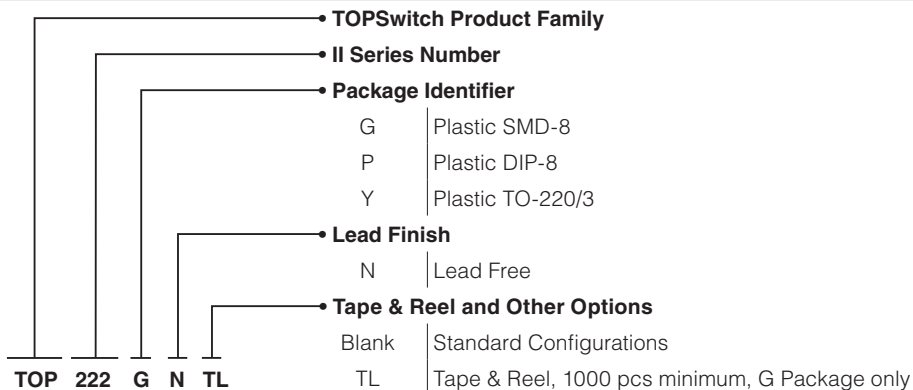 TOPSwitch Product Family
II Series Number
Package Identifier
G Plastic SMD-8
P Plastic DIP-8
Y Plastic TO-220/3
Lead Finish
N Lead Free
Tape & Reel and Other Options
Blank Standard Configurations
TL Tape & Reel, 1000 pcs minimum, G Package only
TOP 222 G N TL